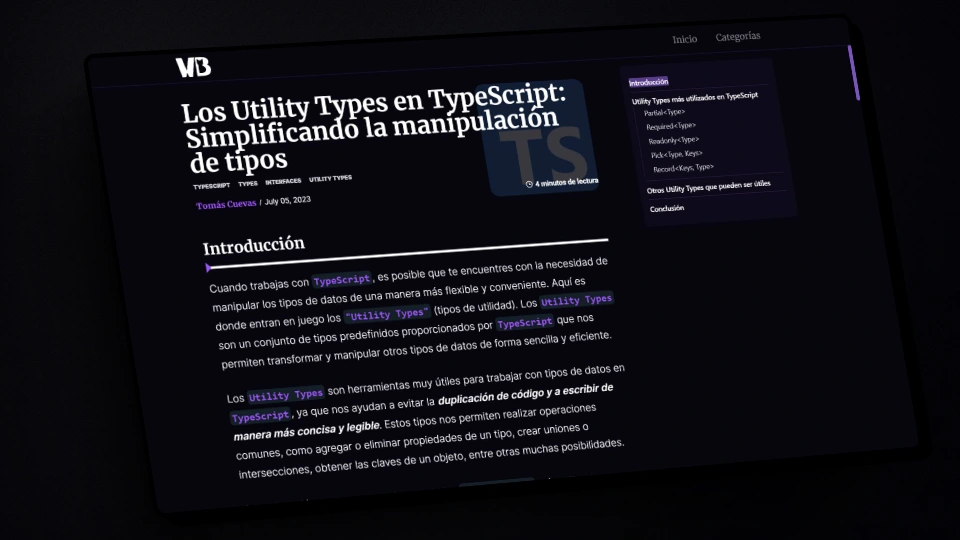 VB
Inicio
Categorías
Los Utility Types en TypeScript:
Simplificando la manipulación
de tipos
TS
TYPESCRIPT TYPES INTERFACES UTILITY TYPES
4 minutos de lectura
Tomás Cuevas / July 05, 2023
Introducción
Cuando trabajas con TypeScript, es posible que te encuentres con la necesidad de
manipular los tipos de datos de una manera más flexible y conveniente. Aquí es
donde entran en juego los "Utility Types" (tipos de utilidad). Los Utility Types
son un conjunto de tipos predefinidos proporcionados por TypeScript que nos
permiten transformar y manipular otros tipos de datos de forma sencilla y eficiente.
Los Utility Types son herramientas muy útiles para trabajar con tipos de datos en
TypeScript, ya que nos ayudan a evitar la duplicación de código y a escribir de
manera más concisa y legible. Estos tipos nos permiten realizar operaciones
comunes, como agregar o eliminar propiedades de un tipo, crear uniones o
intersecciones, obtener las claves de un objeto, entre otras muchas posibilidades.
Introducción
Utility Types más utilizados en TypeScript
Partial<Type>
Required<Type>
Readonly<Type>
Pick<Type, Keys>
Record<Keys, Type>
Otros Utility Types que pueden ser útiles
Conclusión